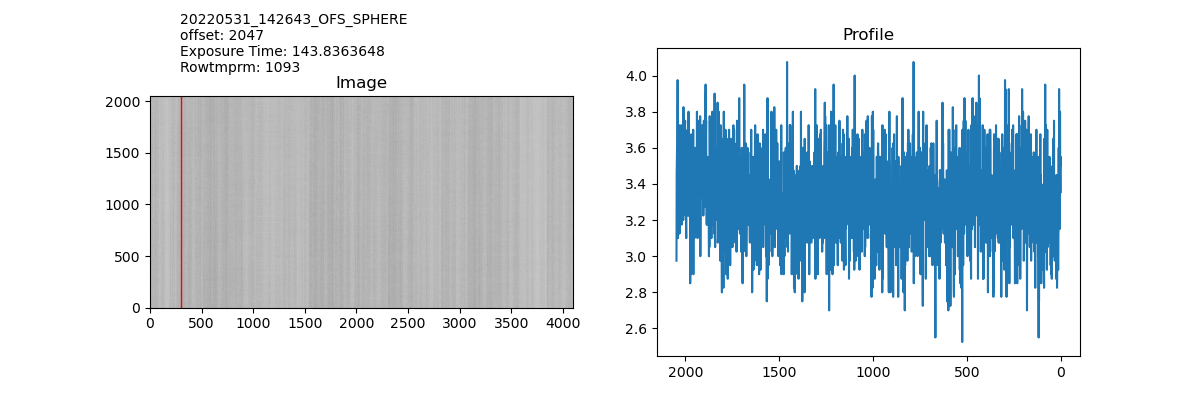 20220531_142643_OFS_SPHERE
offset: 2047
Exposure Time: 143.8363648
Rowtmprm: 1093
Image
2000
1500
1000
500
0
0 500 1000 1500 2000 2500 3000 3500 4000
Profile
4.0
3.8
3.6
3.4
3.2
3.0
2.8
2.6
2000 1500 1000 500 0